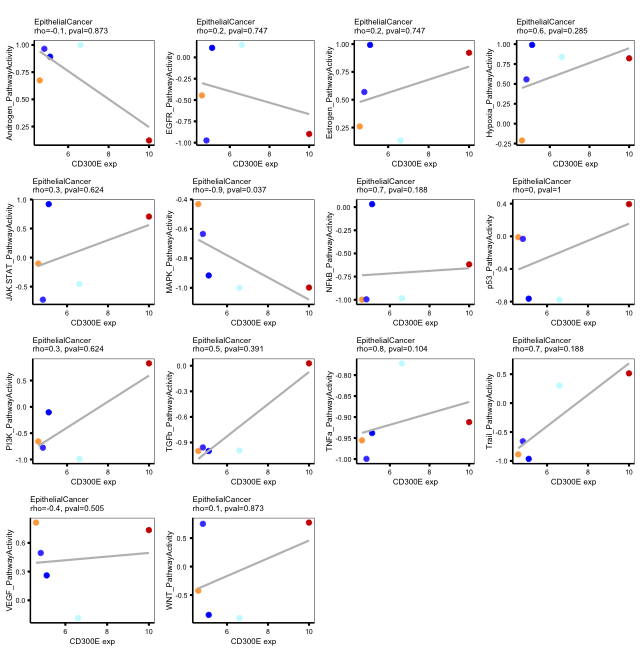 EpithelialCancer
rho=-0.1, pval=0.873
Androgen_PathwayActivity
1.00
0.75
0.50
0.25
6
8
10
CD300E exp
EpithelialCancer
rho=0.2, pval=0.747
EGFR_PathwayActivity
0.00
-0.25
-0.50
-0.75
-1.00
6
8
10
CD300E exp
EpithelialCancer
rho=0.2, pval=0.747
Estrogen_PathwayActivity
1.00
0.75
0.50
0.25
6
8
10
CD300E exp
EpithelialCancer
rho=0.6, pval=0.285
Hypoxia_PathwayActivity
1.00
0.75
0.50
0.25
0.00
-0.25
6
8
10
CD300E exp
EpithelialCancer
rho=0.3, pval=0.624
JAK.STAT_PathwayActivity
1.0
0.5
0.0
-0.5
6
8
10
CD300E exp
EpithelialCancer
rho=-0.9, pval=0.037
MAPK_PathwayActivity
-0.4
-0.6
-0.8
-1.0
6
8
10
CD300E exp
EpithelialCancer
rho=0.7, pval=0.188
NFkB_PathwayActivity
0.00
-0.25
-0.50
-0.75
-1.00
6
8
10
CD300E exp
EpithelialCancer
rho=0, pval=1
p53_PathwayActivity
0.4
0.0
-0.4
-0.8
6
8
10
CD300E exp
EpithelialCancer
rho=0.3, pval=0.624
PI3K_PathwayActivity
0.5
0.0
-0.5
-1.0
6
8
10
CD300E exp
EpithelialCancer
rho=0.5, pval=0.391
TGFb_PathwayActivity
0.0
-0.3
-0.6
-0.9
6
8
10
CD300E exp
EpithelialCancer
rho=0.8, pval=0.104
TNFa_PathwayActivity
-0.80
-0.85
-0.90
-0.95
-1.00
6
8
10
CD300E exp
EpithelialCancer
rho=0.7, pval=0.188
Trail_PathwayActivity
0.5
0.0
-0.5
-1.0
6
8
10
CD300E exp
EpithelialCancer
rho=-0.4, pval=0.505
VEGF_PathwayActivity
0.6
0.3
0.0
6
8
10
CD300E exp
EpithelialCancer
rho=0.1, pval=0.873
WNT_PathwayActivity
0.5
0.0
-0.5
6
8
10
CD300E exp